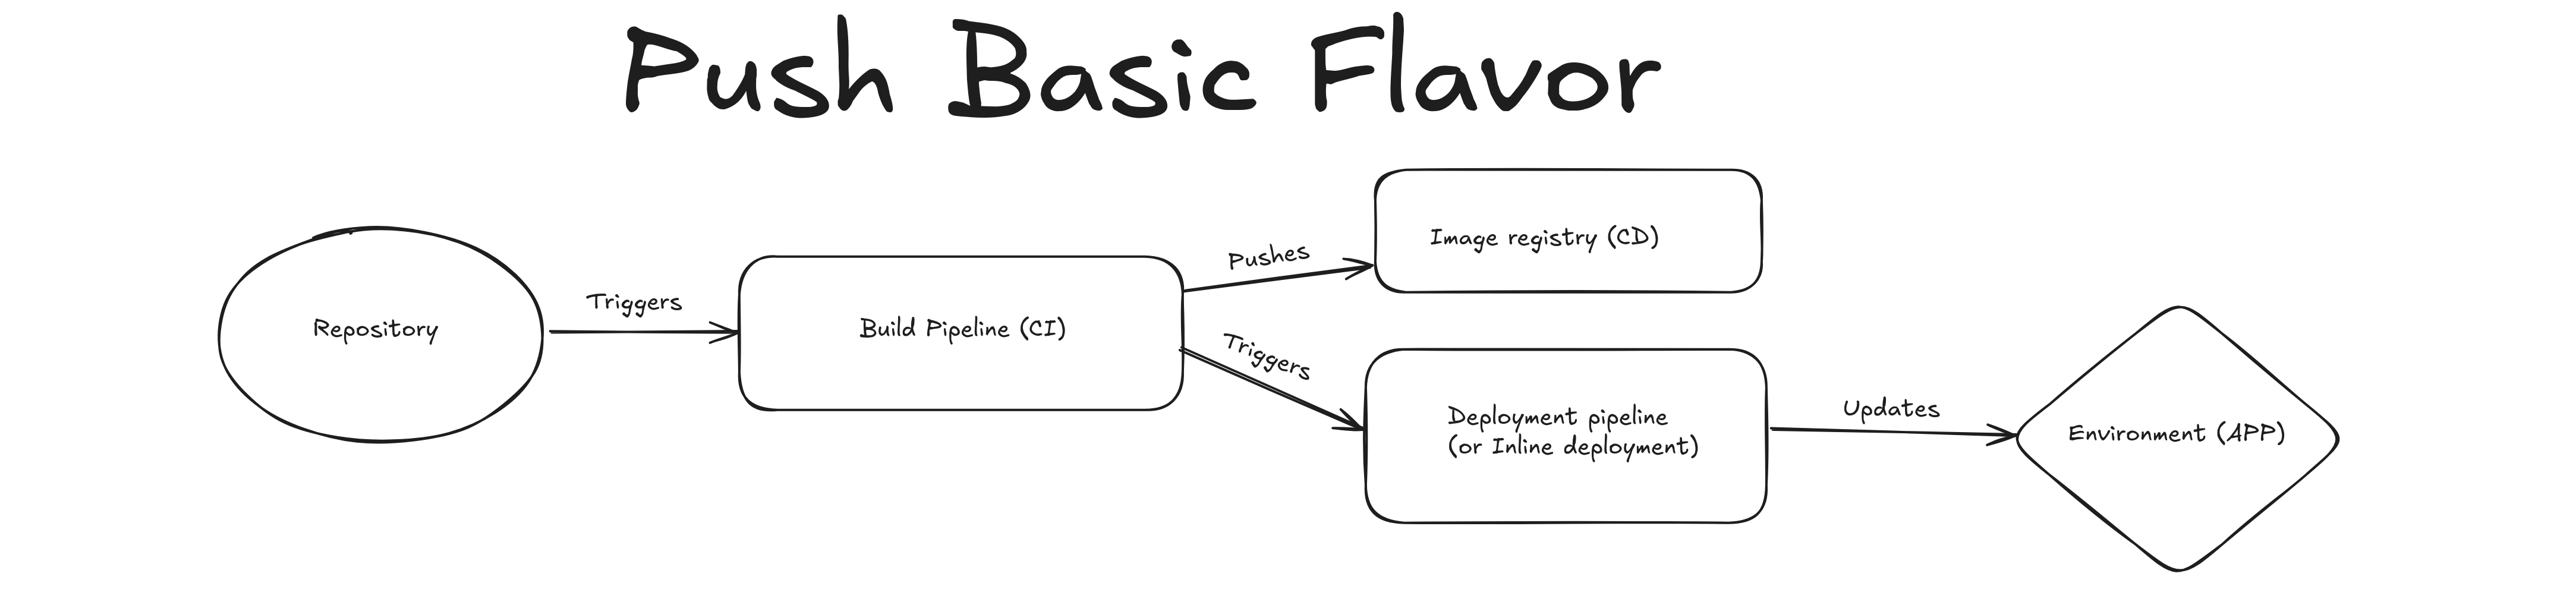 Push Basic Flavor
Repository
Triggers
Build Pipeline (CI)
Pushes
Image registry (CD)
Triggers
Deployment pipeline
(or Inline deployment)
Updates
Environment (APP)